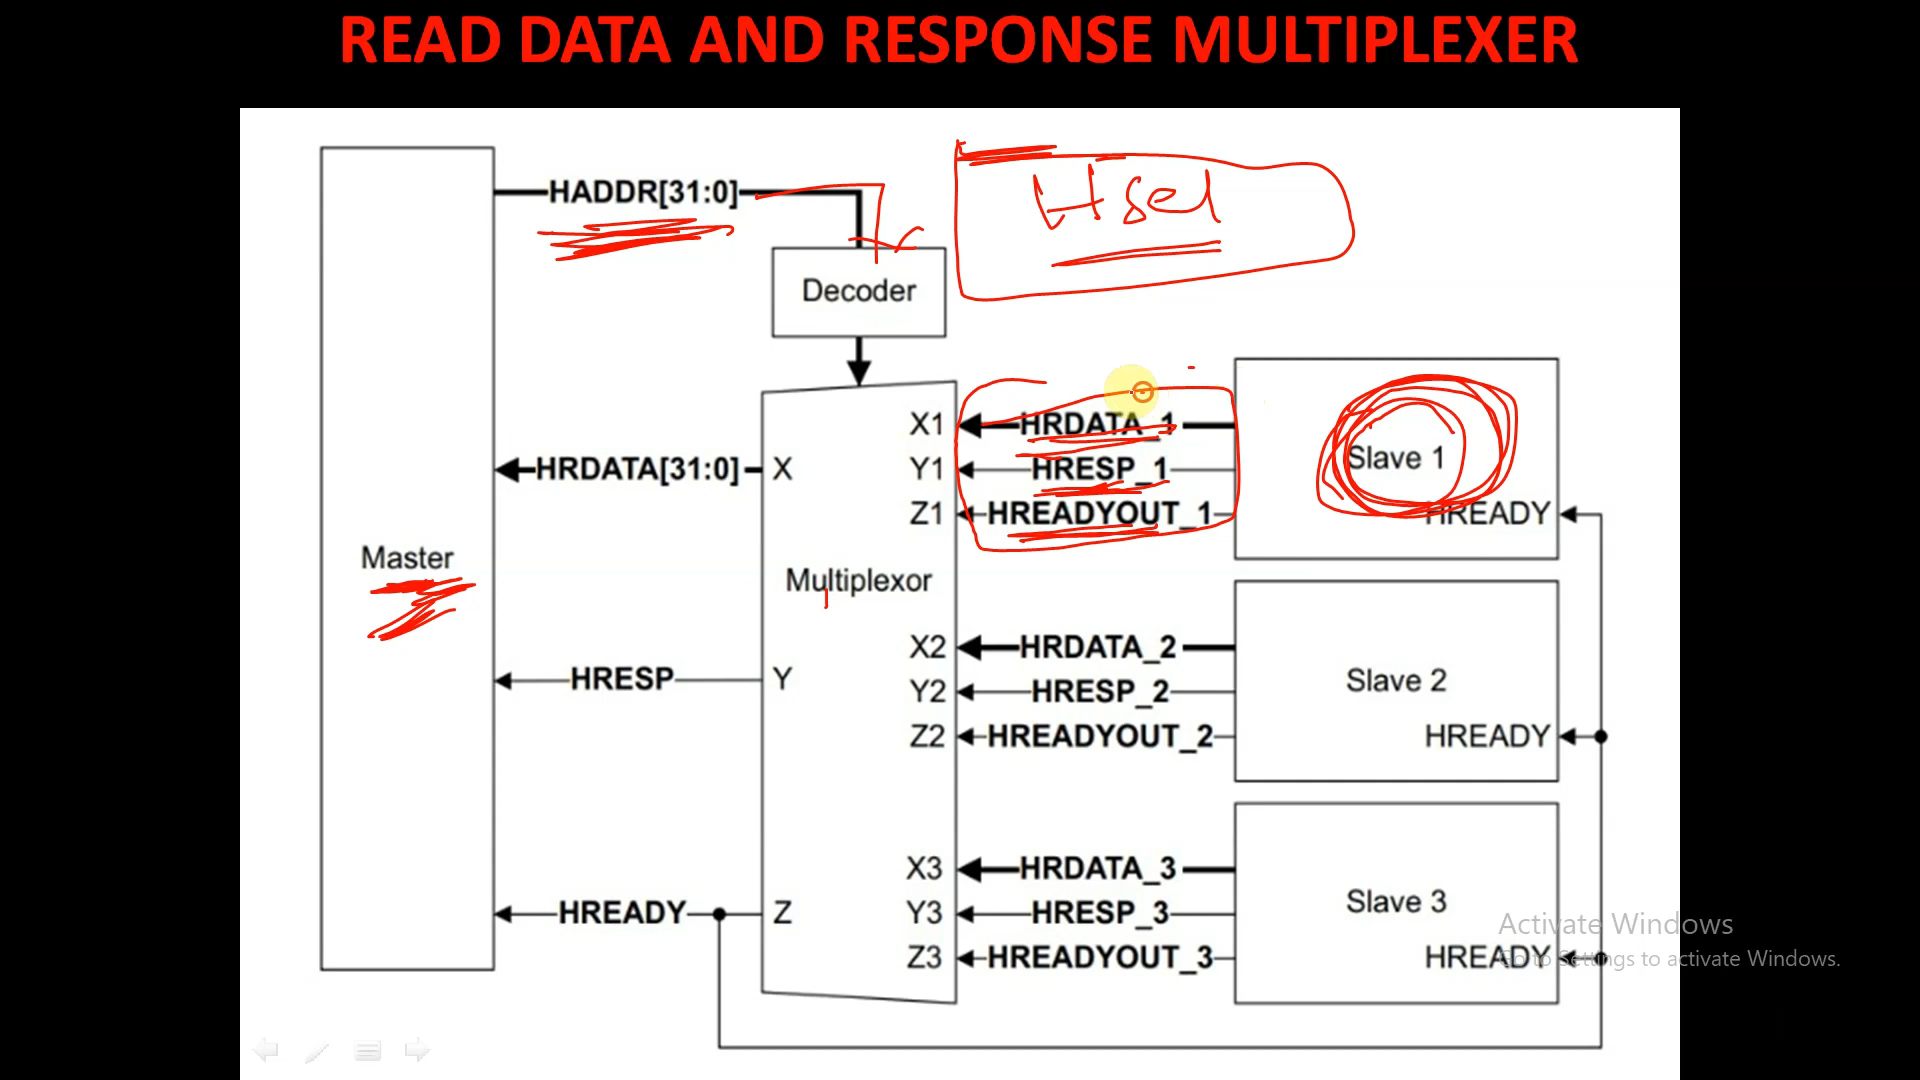 READ DATA AND RESPONSE MULTIPLEXER
HADDR[31:0]
Hsel
Decoder
X1 HRDATA_1
HRDATA[31:0] X Y1 HRESP_1 Slave 1
Z1 HREADYOUT_1 HREADY
Master
Multiplexor
X2 HRDATA_2
HRESP Y Y2 HRESP_2 Slave 2
Z2 HREADYOUT_2 HREADY
X3 HRDATA_3
HREADY Z Y3 HRESP_3 Slave 3
Z3 HREADYOUT_3 HREADY
Activate Windows
Go to Settings to activate Windows.